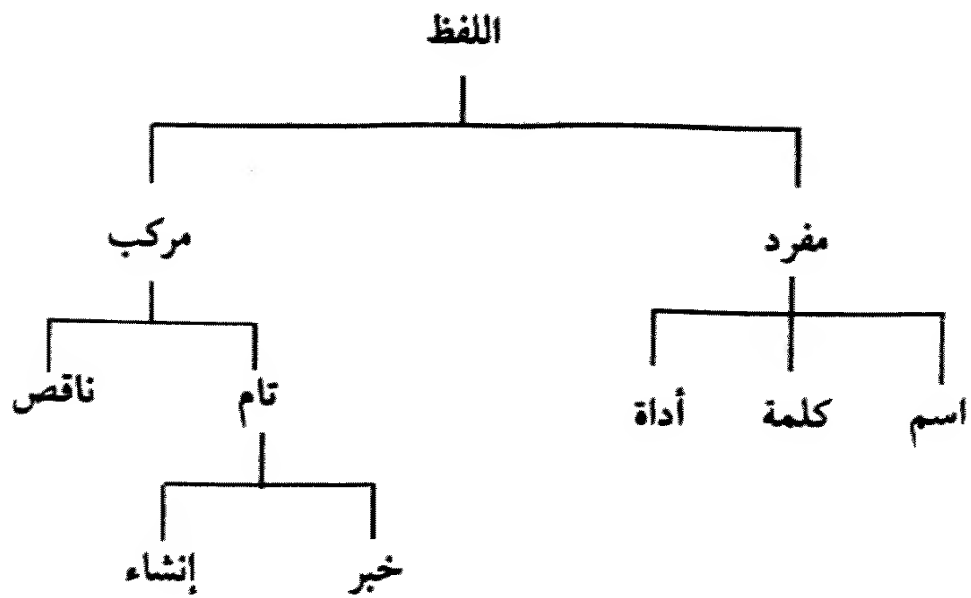 اللفظ
مفرد مركب
تام ناقص
اسم كلمة أداة
خبر إنشاء